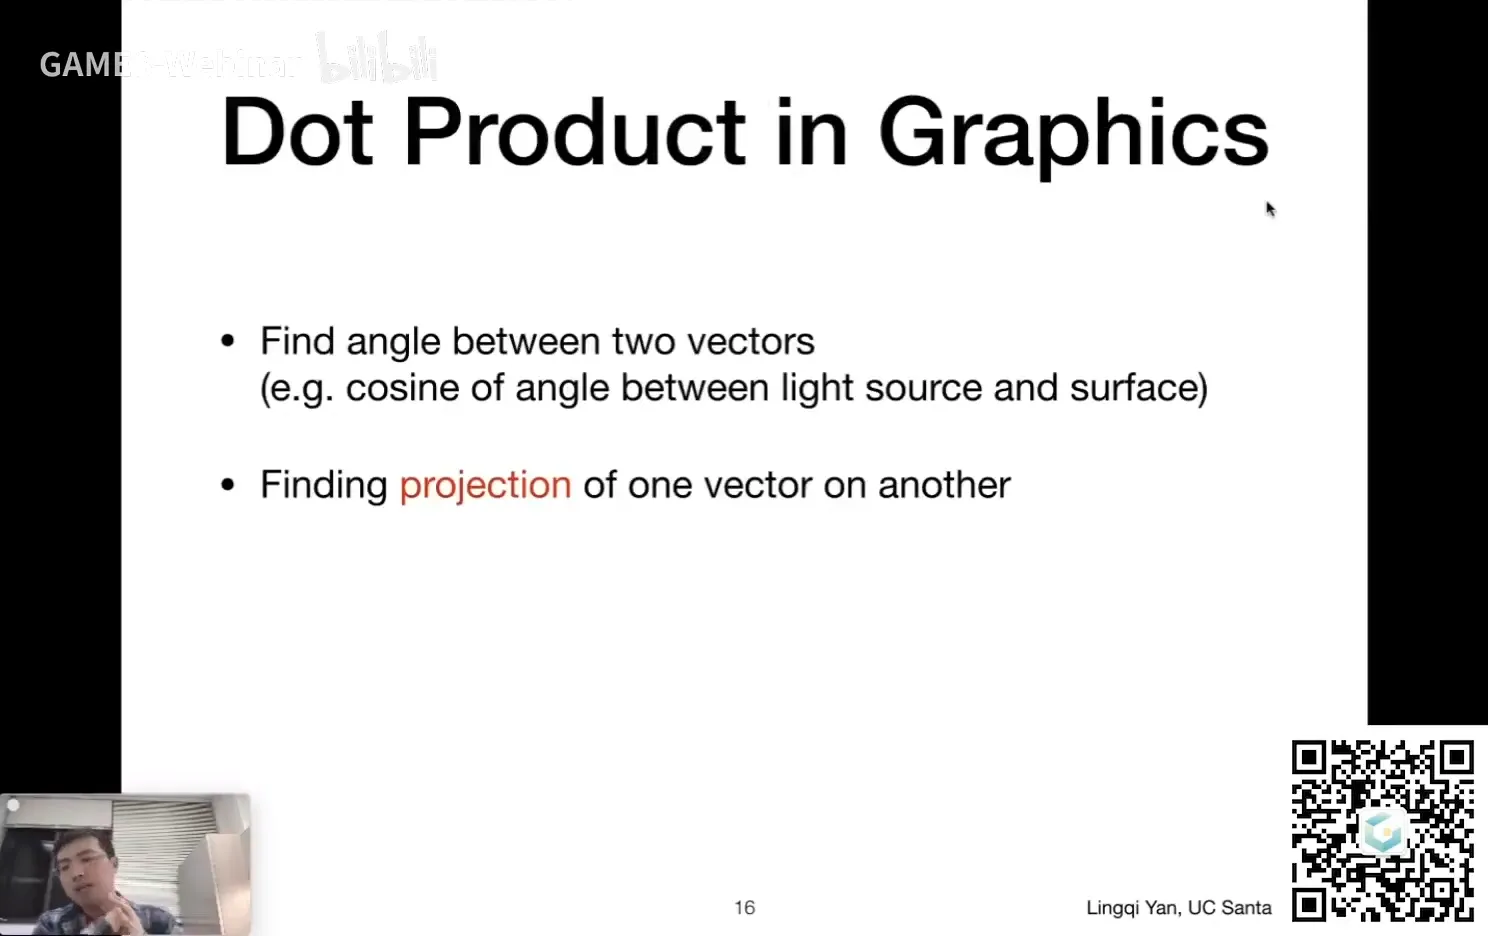 GAMES-Webinar bilibili
Dot Product in Graphics
• Find angle between two vectors
(e.g. cosine of angle between light source and surface)
• Finding projection of one vector on another
16
Lingqi Yan, UC Santa